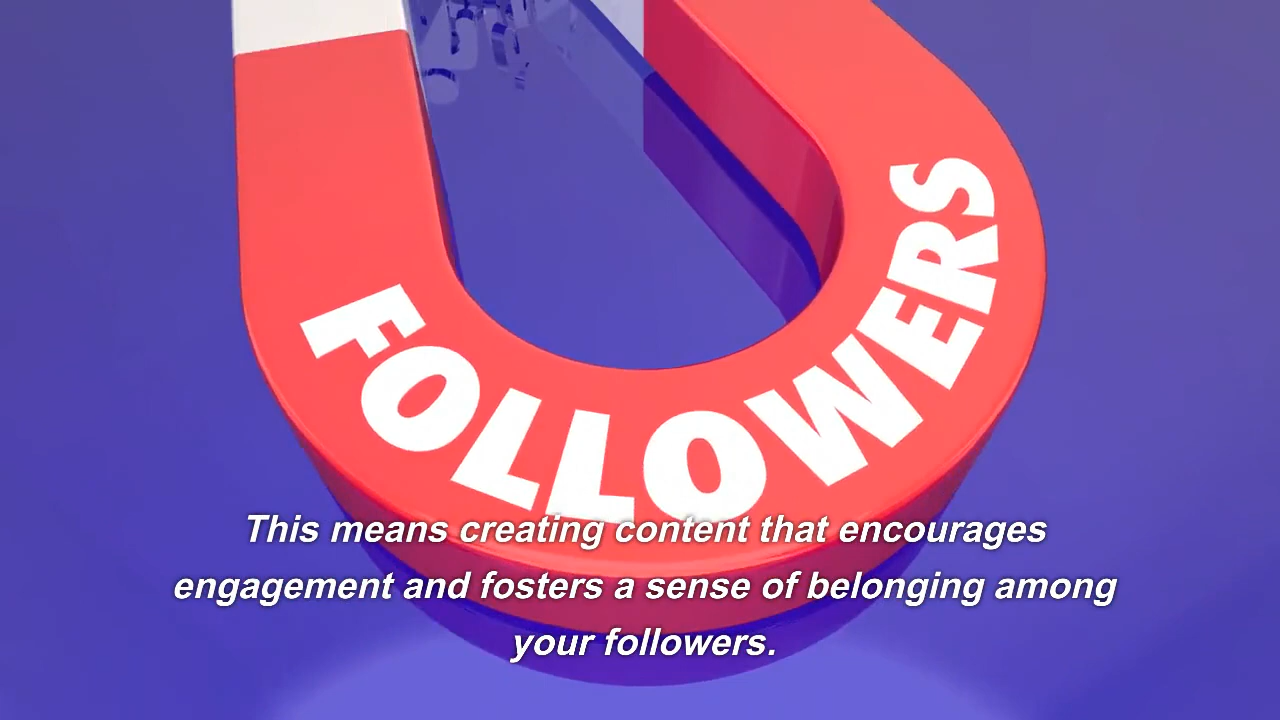 FOLLOWERS
This means creating content that encourages
engagement and fosters a sense of belonging among
your followers.